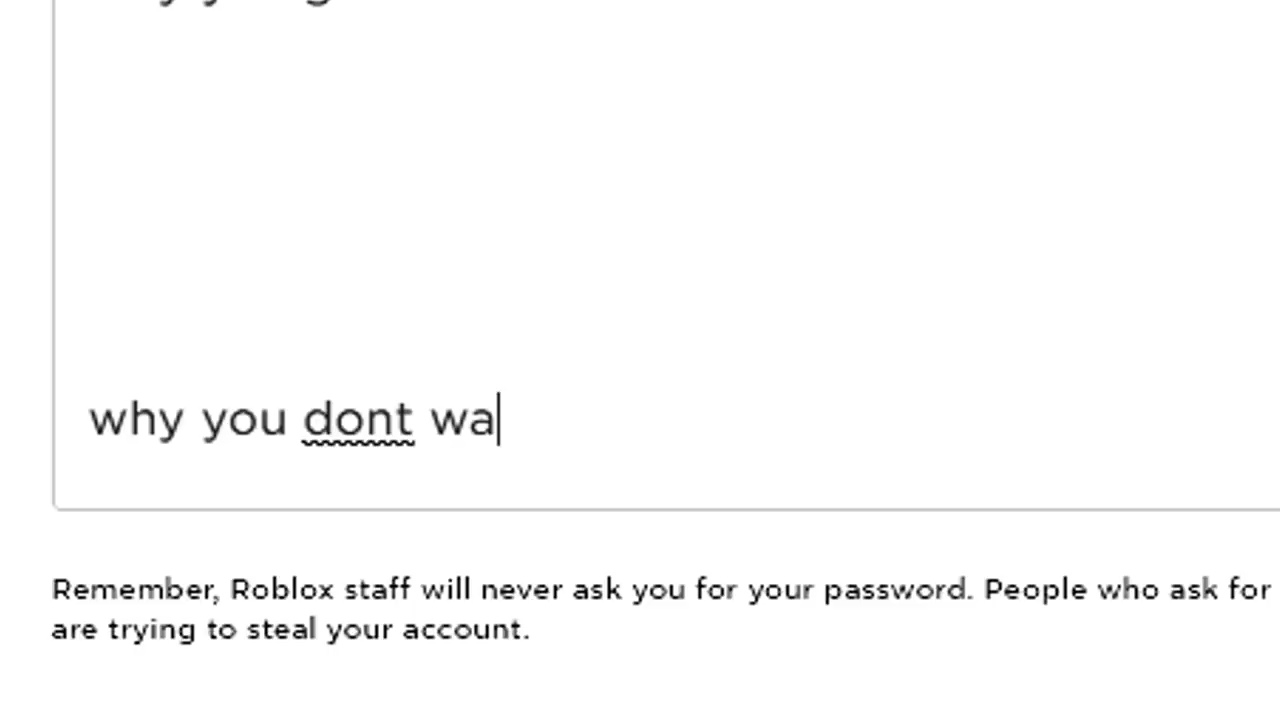 why you dont wa
Remember, Roblox staff will never ask you for your password. People who ask for
are trying to steal your account.